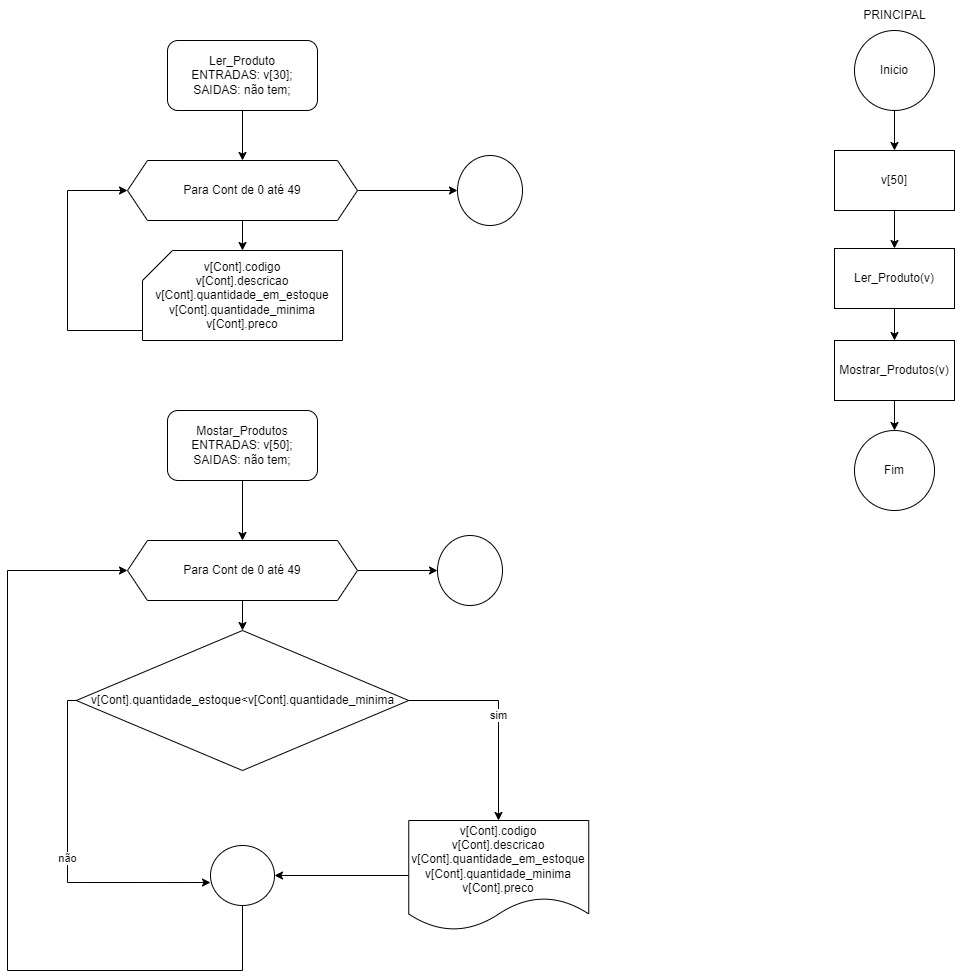 PRINCIPAL
Inicio
v[50]
Ler_Produto(v)
Mostrar_Produtos(v)
Fim
Ler_Produto
ENTRADAS: v[30];
SAIDAS: não tem;
Para Cont de 0 até 49
v[Cont].codigo
v[Cont].descricao
v[Cont].quantidade_em_estoque
v[Cont].quantidade_minima
v[Cont].preco
Mostar_Produtos
ENTRADAS: v[50];
SAIDAS: não tem;
Para Cont de 0 até 49
v[Cont].quantidade_estoque<v[Cont].quantidade_minima
sim
não
v[Cont].codigo
v[Cont].descricao
v[Cont].quantidade_em_estoque
v[Cont].quantidade_minima
v[Cont].preco